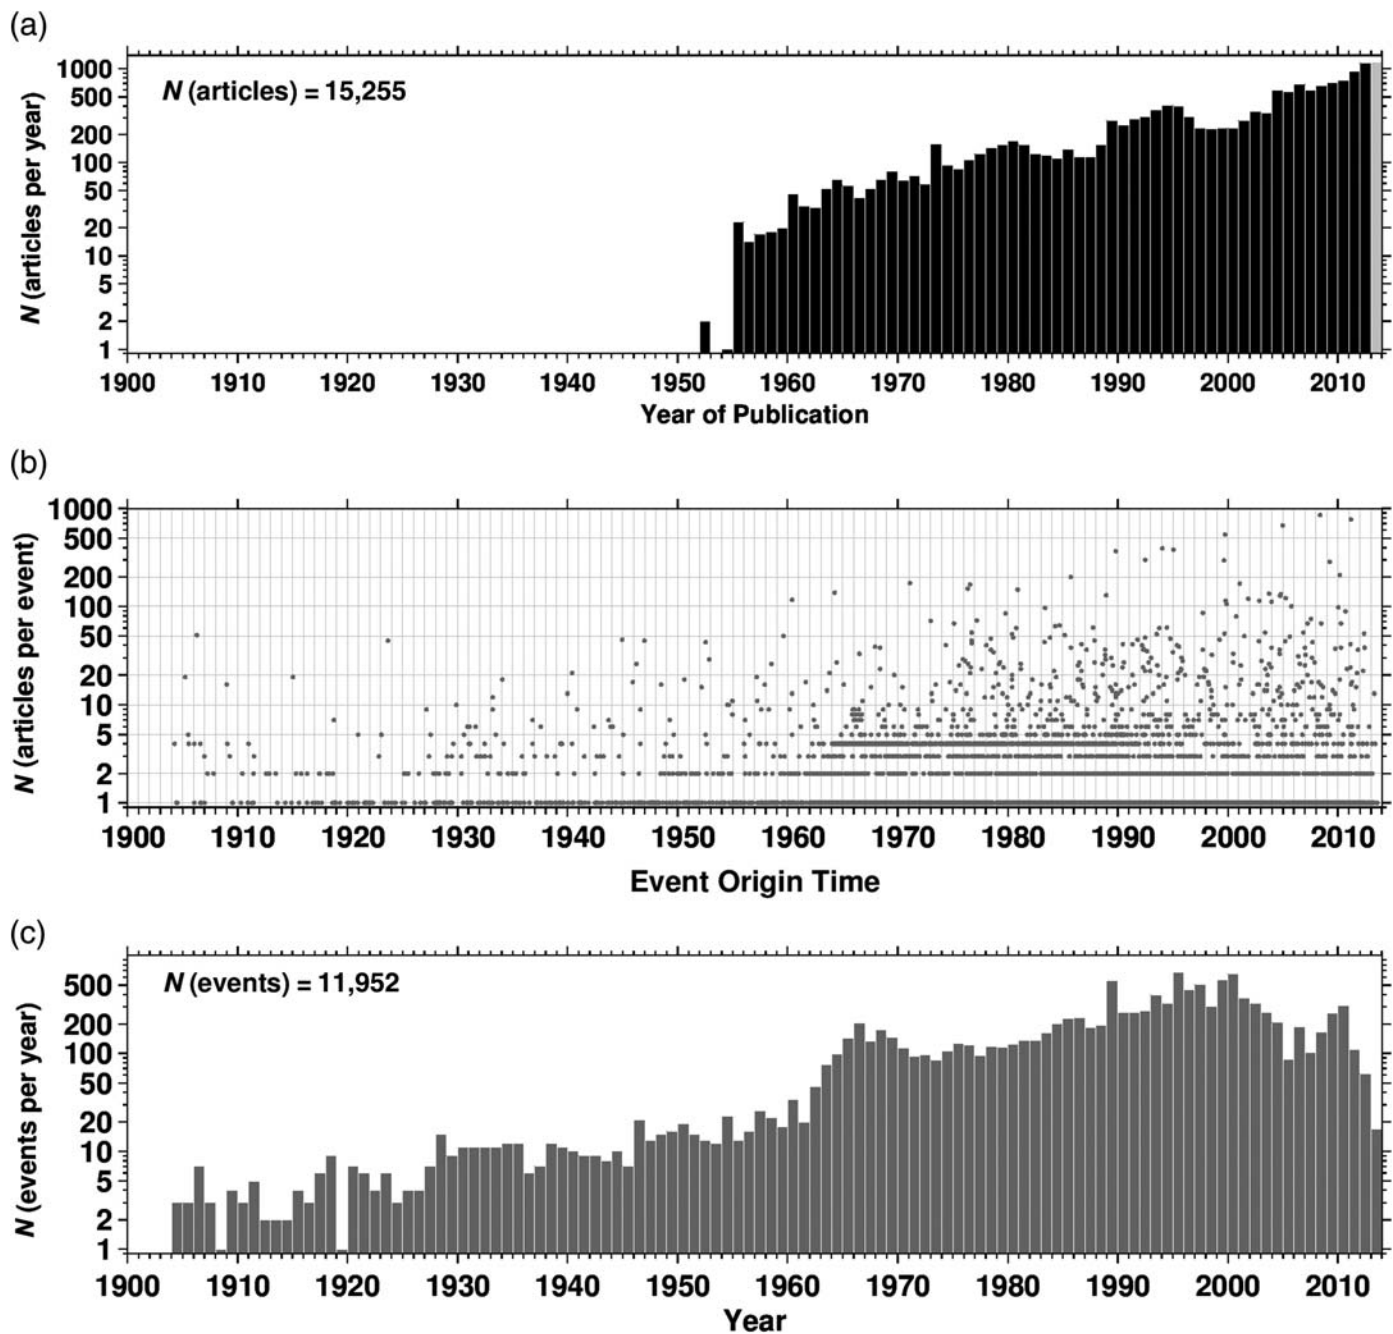 (a)
N (articles) = 15,255
N (articles per year)
1000
500
200
100
50
20
10
5
2
1
1900 1910 1920 1930 1940 1950 1960 1970 1980 1990 2000 2010
Year of Publication
(b)
N (articles per event)
1000
500
200
100
50
20
10
5
2
1
1900 1910 1920 1930 1940 1950 1960 1970 1980 1990 2000 2010
Event Origin Time
(c)
N (events) = 11,952
N (events per year)
500
200
100
50
20
10
5
2
1
1900 1910 1920 1930 1940 1950 1960 1970 1980 1990 2000 2010
Year